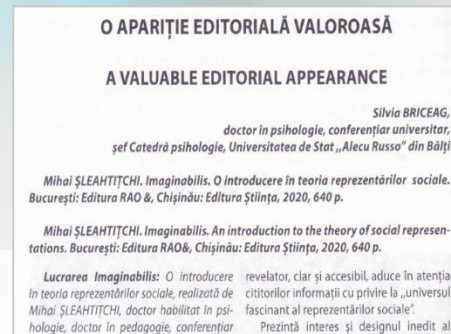 O APARIȚIE EDITORIALĂ VALOROASĂ
A VALUABLE EDITORIAL APPEARANCE
Silvia BRICEAG,
doctor în psihologie, conferențiar universitar,
șef Catedră psihologie, Universitatea de Stat „Alecu Russo” din Bălți
Mihai ȘLEAHTIȚCHI. Imaginabilis. O introducere în teoria reprezentărilor sociale.
București: Editura RAO &, Chișinău: Editura Știința, 2020, 640 p.
Mihai ȘLEAHTIȚCHI. Imaginabilis. An introduction to the theory of social represen-
tations. București: Editura RAO&, Chișinău: Editura Știința, 2020, 640 p.
Lucrarea Imaginabilis: O introducere
în teoria reprezentărilor sociale, realizată de
Mihai ȘLEAHTIȚCHI, doctor habilitat în psi-
hologie, doctor în pedagogie, conferențiar
revelator, clar și accesibil, aduce în atenția
cititorilor informații cu privire la „universul
fascinant al reprezentărilor sociale”.
Prezintă interes și designul inedit al